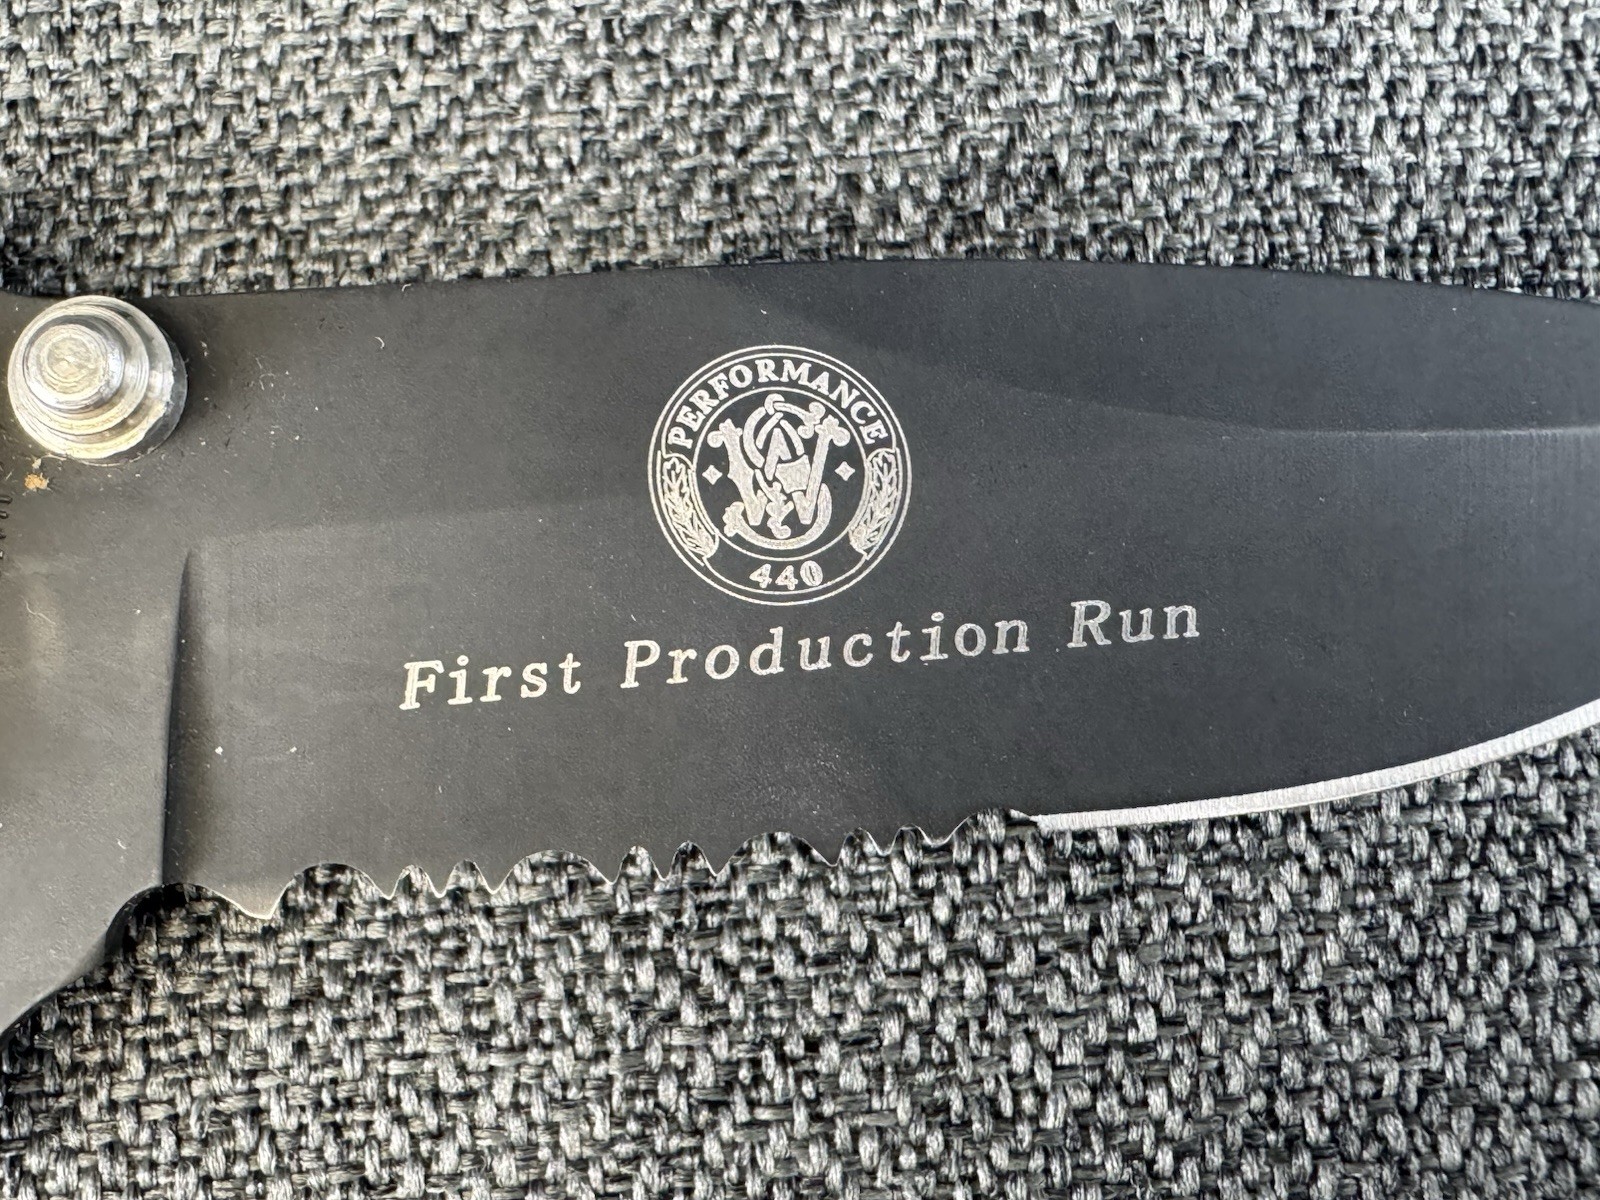 PERFORMANCE
S&W
440
First Production Run